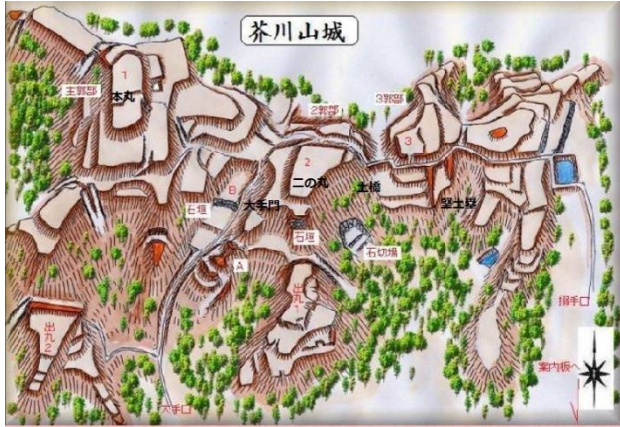 芥川山城
1
主郭部
本丸
2郭部
3郭部
3
2
B
二の丸
土橋
石垣
大手門
竪土塁
石垣
石切場
A
出丸1
搦手口
出丸2
案内板へ
大手口